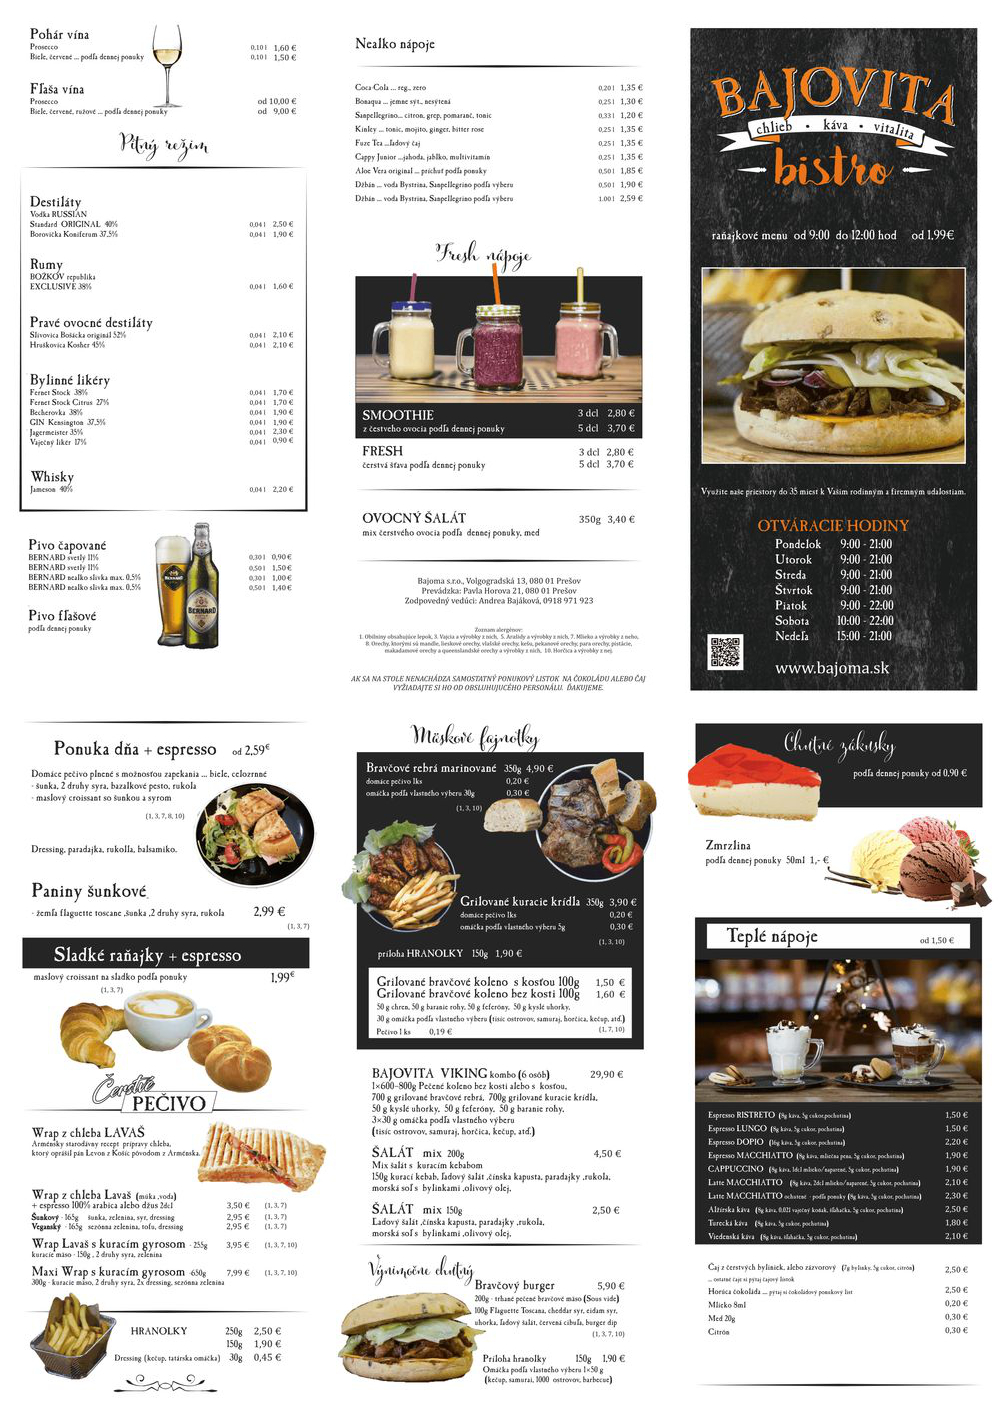 Pohár vína
Prosecco 0,10 l 1,60 €
Biele, červené ... podľa dennej ponuky 0,10 l 1,50 €
Fľaša vína
Prosecco od 10,00 €
Biele, červené, ružové ... podľa dennej ponuky od 9,00 €
Pitný režim
Destiláty
Vodka RUSSIAN
Standard ORIGINAL 40% 0,04 l 2,50 €
Borovička Koniferum 37,5% 0,04 l 1,90 €
Rumy
BOŽKOV republika
EXCLUSIVE 38% 0,04 l 1,60 €
Pravé ovocné destiláty
Slivovica Bošácka original 52% 0,04 l 2,10 €
Hruškovica Kosher 45% 0,04 l 2,10 €
Bylinné likéry
Fernet Stock 38% 0,04 l 1,70 €
Fernet Stock Citrus 27% 0,04 l 1,70 €
Becherovka 38% 0,04 l 1,90 €
GIN Kensington 37,5% 0,04 l 1,90 €
Jagermeister 35% 0,04 l 2,30 €
Vaječný likér 17% 0,04 l 0,90 €
Whisky
Jameson 40% 0,04 l 2,20 €
Pivo čapované
BERNARD svetlý 11% 0,30 l 0,90 €
BERNARD svetlý 11% 0,50 l 1,50 €
BERNARD nealko slivka max. 0,5% 0,30 l 1,00 €
BERNARD nealko slivka max. 0,5% 0,50 l 1,40 €
BERNARD
BERNARD
Pivo fľašové
podľa dennej ponuky
Nealko nápoje
Coca Cola ... reg., zero 0,20 l 1,35 €
Bonaqua ... jemne sýt., nesýtená 0,25 l 1,30 €
Sanpellegrino... citrón, grep, pomaranč, tonic 0,33 l 1,20 €
Kinley ... tonic, mojito, ginger, bitter rose 0,25 l 1,35 €
Fuze Tea ...ľadový čaj 0,25 l 1,35 €
Cappy Junior ...jahoda, jablko, multivitamín 0,25 l 1,35 €
Aloe Vera original ... príchuť podľa ponuky 0,50 l 1,85 €
Džbán ... voda Bystrina, Sanpellegrino podľa výberu 0,50 l 1,90 €
Džbán ... voda Bystrina, Sanpellegrino podľa výberu 1.00 l 2,59 €
Fresh nápoje
SMOOTHIE 3 dcl 2,80 €
z čestveho ovocia podľa dennej ponuky 5 dcl 3,70 €
FRESH 3 dcl 2,80 €
čerstvá šťava podľa dennej ponuky 5 dcl 3,70 €
OVOCNÝ ŠALÁT 350g 3,40 €
mix čerstvého ovocia podľa dennej ponuky, med
Bajoma s.r.o., Volgogradská 13, 080 01 Prešov
Prevádzka: Pavla Horova 21, 080 01 Prešov
Zodpovedný vedúci: Andrea Bajáková, 0918 971 923
Zoznam alergénov:
1. Obilniny obsahujúce lepok, 3. Vajcia a výrobky z nich, 5. Arašidy a výrobky z nich, 7. Mlieko a výrobky z neho,
8. Orechy, ktorými sú mandle, lieskové orechy, vlašské orechy, kešu, pekanové orechy, para orechy, pistácie,
makadamové orechy a queenslandské orechy a výrobky z nich, 10. Horčica a výrobky z nej.
AK SA NA STOLE NENACHÁDZA SAMOSTATNÝ PONUKOVÝ LISTOK NA ČOKOLÁDU ALEBO ČAJ
VYŽIADAJTE SI HO OD OBSLUHUJUCÉHO PERSONÁLU. ĎAKUJEME.
BAJOVITA
chlieb • káva • vitalita
bistro
raňajkové menu od 9:00 do 12:00 hod od 1,99€
Využite naše priestory do 35 miest k Vašim rodinným a firemným udalostiam.
OTVÁRACIE HODINY
Pondelok 9:00 - 21:00
Utorok 9:00 - 21:00
Streda 9:00 - 21:00
Štvrtok 9:00 - 21:00
Piatok 9:00 - 22:00
Sobota 10:00 - 22:00
Nedeľa 15:00 - 21:00
www.bajoma.sk
Ponuka dňa + espresso od 2,59€
Domáce pečivo plnené s možnosťou zapekania ... biele, celozrnné
- šunka, 2 druhy syra, bazalkové pesto, rukola
- maslový croissant so šunkou a syrom
(1, 3, 7, 8, 10)
Dressing, paradajka, rukolla, balsamiko.
Paniny šunkové
- žemľa flaguette toscane ,šunka ,2 druhy syra, rukola 2,99 €
(1, 3, 7)
Sladké raňajky + espresso
maslový croissant na sladko podľa ponuky 1,99€
(1, 3, 7)
Čerstvé
PEČIVO
Wrap z chleba LAVAŠ
Arménsky starodávny recept prípravy chleba,
ktorý oprášil pán Levon z Košíc pôvodom z Arménska.
Wrap z chleba Lavaš (múka ,voda)
+ espresso 100% arabica alebo džús 2dcl 3,50 € (1, 3, 7)
Šunkový - 165g šunka, zelenina, syr, dressing 2,95 € (1, 3, 7)
Veganský - 165g sezóna zelenina, tofu, dressing 2,95 € (1, 3, 7)
Wrap Lavaš s kuracím gyrosom - 255g 3,95 € (1, 3, 7, 10)
kuracie mäso - 150g , 2 druhy syra, zelenina
Maxi Wrap s kuracím gyrosom -650g 7,99 € (1, 3, 7, 10)
300g - kuracie mäso, 2 druhy syra, 2x dressing, sezónna zelenina
HRANOLKY 250g 2,50 €
150g 1,90 €
Dressing (kečup, tatárska omáčka) 30g 0,45 €
Mäskové fajnôtky
Bravčové rebrá marinované 350g 4,90 €
domáce pečivo 1ks 0,20 €
omáčka podľa vlastného výberu 30g 0,30 €
(1, 3, 10)
Grilované kuracie krídla 350g 3,90 €
domáce pečivo 1ks 0,20 €
omáčka podľa vlastného výberu 5g 0,30 €
(1, 3, 10)
príloha HRANOLKY 150g 1,90 €
Grilované bravčové koleno s kosťou 100g 1,50 €
Grilované bravčové koleno bez kosti 100g 1,60 €
50 g chren, 50 g baranie rohy, 50 g feferóny, 50 g kyslé uhorky,
30 g omáčka podľa vlastného výberu (tisíc ostrovov, samuraj, horčica, kečup, atď.)
Pečivo 1 ks 0,19 € (1, 7, 10)
BAJOVITA VIKING kombo (6 osôb) 29,90 €
1×600–800g Pečené koleno bez kosti alebo s kosťou,
700 g grilované bravčové rebrá, 700g grilované kuracie krídla,
50 g kyslé uhorky, 50 g feferóny, 50 g baranie rohy,
3×30 g omáčka podľa vlastného výberu
(tisíc ostrovov, samuraj, horčica, kečup, atď.)
ŠALÁT mix 200g 4,50 €
Mix šalát s kuracím kebabom
150g kurací kebab, ľadový šalát ,čínska kapusta, paradajky ,rukola,
morská soľ s bylinkami ,olivový olej,
ŠALÁT mix 150g 2,50 €
Ľadový šalát ,čínska kapusta, paradajky ,rukola,
morská soľ s bylinkami ,olivový olej,
Výnimočne chutný
Bravčový burger 5,90 €
200g - trhané pečené bravčové mäso (Sous vide)
100g Flaguette Toscana, cheddar syr, eidam syr,
uhorka, ľadový šalát, červená cibuľa, burger dip
(1, 3, 7, 10)
Príloha hranolky 150g 1,90 €
Omáčka podľa vlastného výberu 1×50 g
(kečup, samurai, 1000 ostrovov, barbecue)
Chutné zákusky
podľa dennej ponuky od 0,90 €
Zmrzlina
podľa dennej ponuky 50ml 1,- €
Teplé nápoje od 1,50 €
Espresso RISTRETO (8g káva, 5g cukor,pochutina) 1,50 €
Espresso LUNGO (8g káva, 5g cukor, pochutina) 1,50 €
Espresso DOPIO (16g káva, 5g cukor, pochutina) 2,20 €
Espresso MACCHIATTO (8g káva, mliečna pena, 5g cukor, pochutina) 1,90 €
CAPPUCCINO (8g káva, 1dcl mlieko/naparené, 5g cukor, pochutina) 1,90 €
Latte MACCHIATTO (8g káva, 2dcl mlieko/naparené, 5g cukor, pochutina) 2,10 €
Latte MACCHIATTO ochutené - podľa ponuky (8g káva, 5g cukor, pochutina) 2,30 €
Alžírska káva (8g káva, 0,02l vaječný koňak, šľahačka, 5g cukor, pochutina) 2,50 €
Turecká káva (8g káva, 5g cukor, pochutina) 1,80 €
Viedenská káva (8g káva, šľahačka, 5g cukor, pochutina) 2,10 €
Čaj z čerstvých byliniek, alebo zázvorový (7g bylinky, 5g cukor, citrón) 2,50 €
... ostatné čaje si pýtaj čajový lístok
Horúca čokoláda ... pýtaj si čokoládový ponukový list 2,50 €
Mlieko 8ml 0,20 €
Med 20g 0,30 €
Citrón 0,30 €